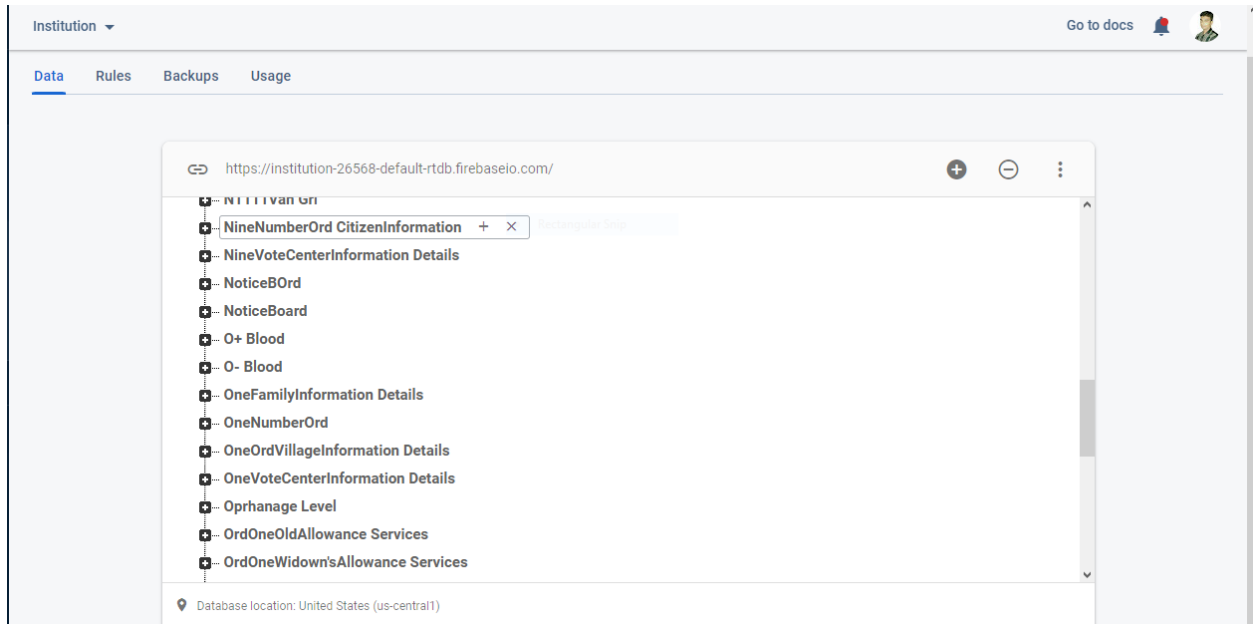 Institution
Go to docs
Data Rules Backups Usage
https://institution-26568-default-rtdb.firebaseio.com/
NineNumberOrd CitizenInformation
NineVoteCenterInformation Details
NoticeBOrd
NoticeBoard
O+ Blood
O- Blood
OneFamilyInformation Details
OneNumberOrd
OneOrdVillageInformation Details
OneVoteCenterInformation Details
Oprhanage Level
OrdOneOldAllowance Services
OrdOneWidown'sAllowance Services
Database location: United States (us-central1)